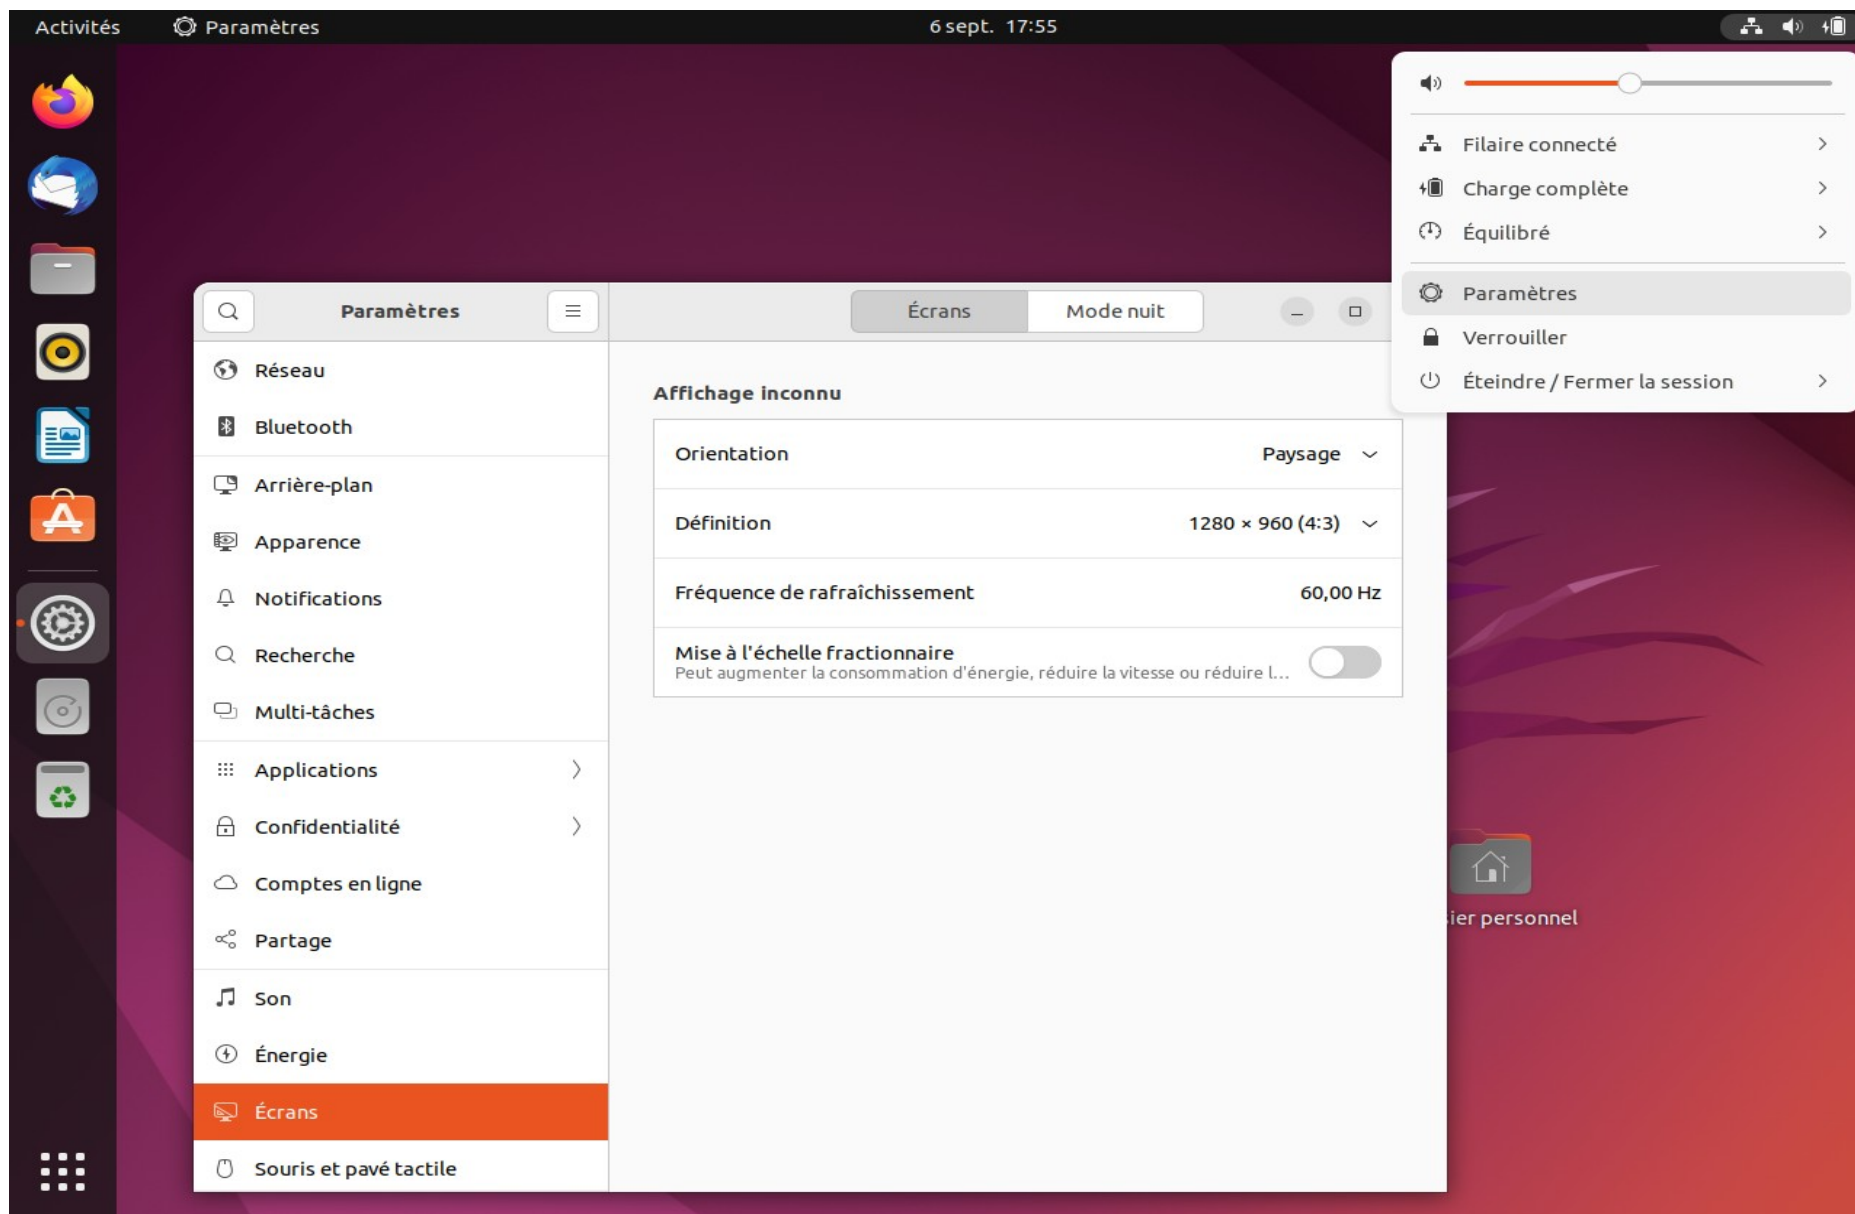 Activités
Paramètres
6 sept. 17:55
Filaire connecté
Charge complète
Équilibré
Paramètres
Verrouiller
Éteindre / Fermer la session
Paramètres
Écrans
Mode nuit
Réseau
Bluetooth
Arrière-plan
Apparence
Notifications
Recherche
Multi-tâches
Applications
Confidentialité
Comptes en ligne
Partage
Son
Énergie
Écrans
Souris et pavé tactile
Affichage inconnu
Orientation Paysage
Définition 1280 × 960 (4:3)
Fréquence de rafraîchissement 60,00 Hz
Mise à l'échelle fractionnaire
Peut augmenter la consommation d'énergie, réduire la vitesse ou réduire l…
ier personnel